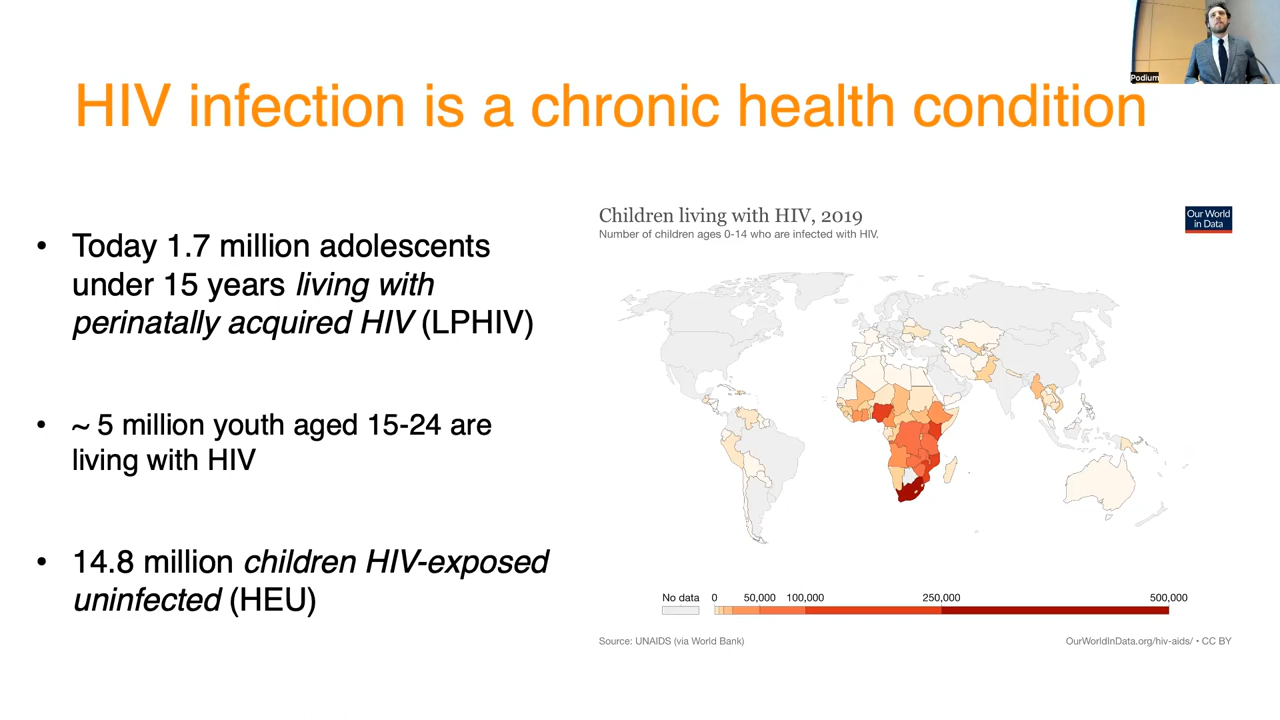 Podium
HIV infection is a chronic health condition
• Today 1.7 million adolescents
under 15 years living with
perinatally acquired HIV (LPHIV)
• ~ 5 million youth aged 15-24 are
living with HIV
• 14.8 million children HIV-exposed
uninfected (HEU)
Children living with HIV, 2019
Number of children ages 0-14 who are infected with HIV.
Our World
in Data
No data 0 50,000 100,000 250,000 500,000
Source: UNAIDS (via World Bank)
OurWorldInData.org/hiv-aids/ • CC BY